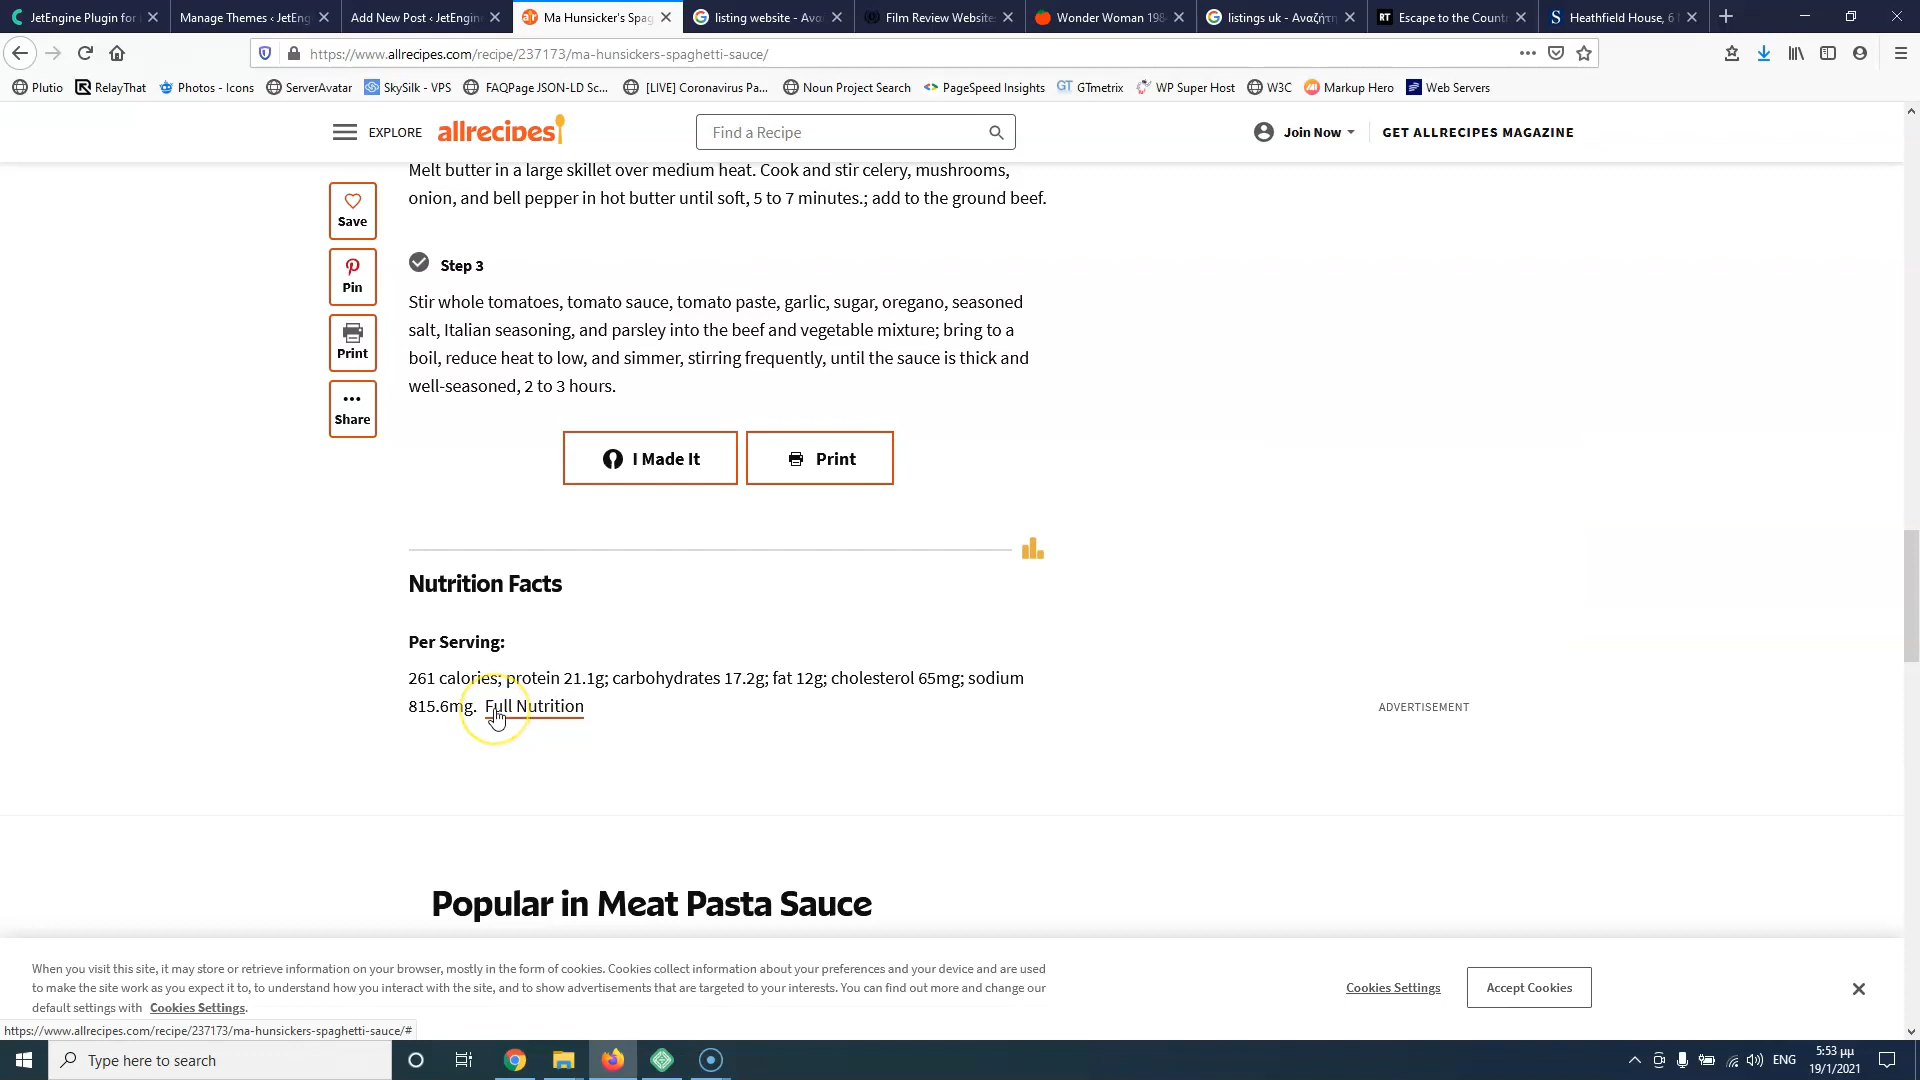 JetEngine Plugin for
Manage Themes ‹ JetEng
Add New Post ‹ JetEngine
Ma Hunsicker's Spag
listing website - Ανα
Film Review Website
Wonder Woman 198
listings uk - Αναζήτη
Escape to the Count
Heathfield House, 6
https://www.allrecipes.com/recipe/237173/ma-hunsickers-spaghetti-sauce/
Plutio
RelayThat
Photos - Icons
ServerAvatar
SkySilk - VPS
FAQPage JSON-LD Sc...
[LIVE] Coronavirus Pa...
Noun Project Search
PageSpeed Insights
GTmetrix
WP Super Host
W3C
Markup Hero
Web Servers
EXPLORE
allrecipes
Find a Recipe
Join Now
GET ALLRECIPES MAGAZINE
Melt butter in a large skillet over medium heat. Cook and stir celery, mushrooms,
onion, and bell pepper in hot butter until soft, 5 to 7 minutes.; add to the ground beef.
Save
Pin
Print
Share
Step 3
Stir whole tomatoes, tomato sauce, tomato paste, garlic, sugar, oregano, seasoned
salt, Italian seasoning, and parsley into the beef and vegetable mixture; bring to a
boil, reduce heat to low, and simmer, stirring frequently, until the sauce is thick and
well-seasoned, 2 to 3 hours.
I Made It
Print
Nutrition Facts
Per Serving:
261 calories; protein 21.1g; carbohydrates 17.2g; fat 12g; cholesterol 65mg; sodium
815.6mg. Full Nutrition
ADVERTISEMENT
Popular in Meat Pasta Sauce
When you visit this site, it may store or retrieve information on your browser, mostly in the form of cookies. Cookies collect information about your preferences and your device and are used
to make the site work as you expect it to, to understand how you interact with the site, and to show advertisements that are targeted to your interests. You can find out more and change our
default settings with Cookies Settings.
Cookies Settings
Accept Cookies
https://www.allrecipes.com/recipe/237173/ma-hunsickers-spaghetti-sauce/#
Type here to search
ENG
5:53 μμ
19/1/2021